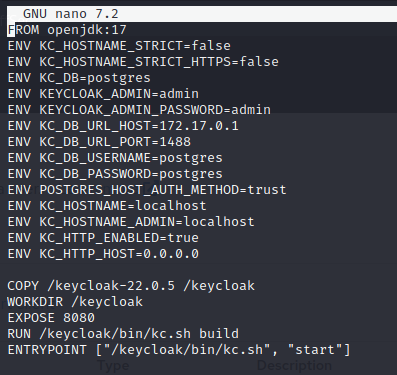 GNU nano 7.2
FROM openjdk:17
ENV KC_HOSTNAME_STRICT=false
ENV KC_HOSTNAME_STRICT_HTTPS=false
ENV KC_DB=postgres
ENV KEYCLOAK_ADMIN=admin
ENV KEYCLOAK_ADMIN_PASSWORD=admin
ENV KC_DB_URL_HOST=172.17.0.1
ENV KC_DB_URL_PORT=1488
ENV KC_DB_USERNAME=postgres
ENV KC_DB_PASSWORD=postgres
ENV POSTGRES_HOST_AUTH_METHOD=trust
ENV KC_HOSTNAME=localhost
ENV KC_HOSTNAME_ADMIN=localhost
ENV KC_HTTP_ENABLED=true
ENV KC_HTTP_HOST=0.0.0.0
COPY /keycloak-22.0.5 /keycloak
WORKDIR /keycloak
EXPOSE 8080
RUN /keycloak/bin/kc.sh build
ENTRYPOINT ["/keycloak/bin/kc.sh", "start"]
Type Description